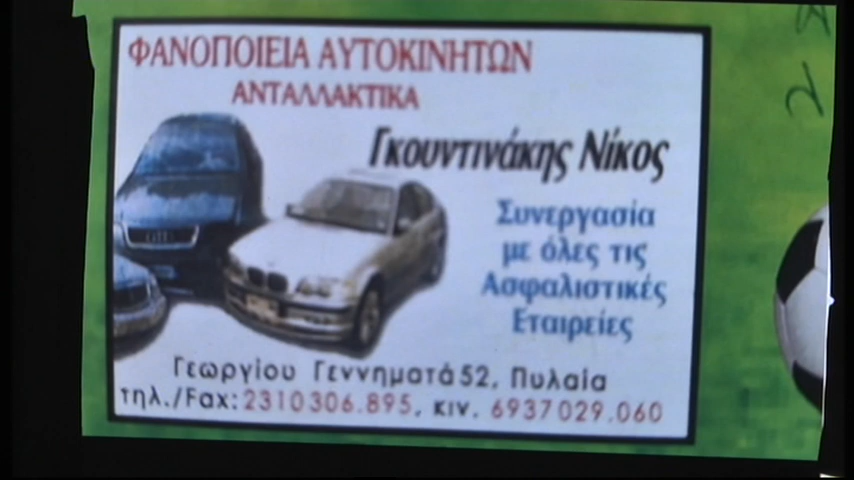 ΦΑΝΟΠΟΙΕΙΑ ΑΥΤΟΚΙΝΗΤΩΝ
ΑΝΤΑΛΛΑΚΤΙΚΑ
Γκουντινάκης Νίκος
Συνεργασία
με όλες τις
Ασφαλιστικές
Εταιρείες
Γεωργίου Γεννηματά 52, Πυλαία
τηλ./Fax: 2310306.895, κιν. 6937029.060